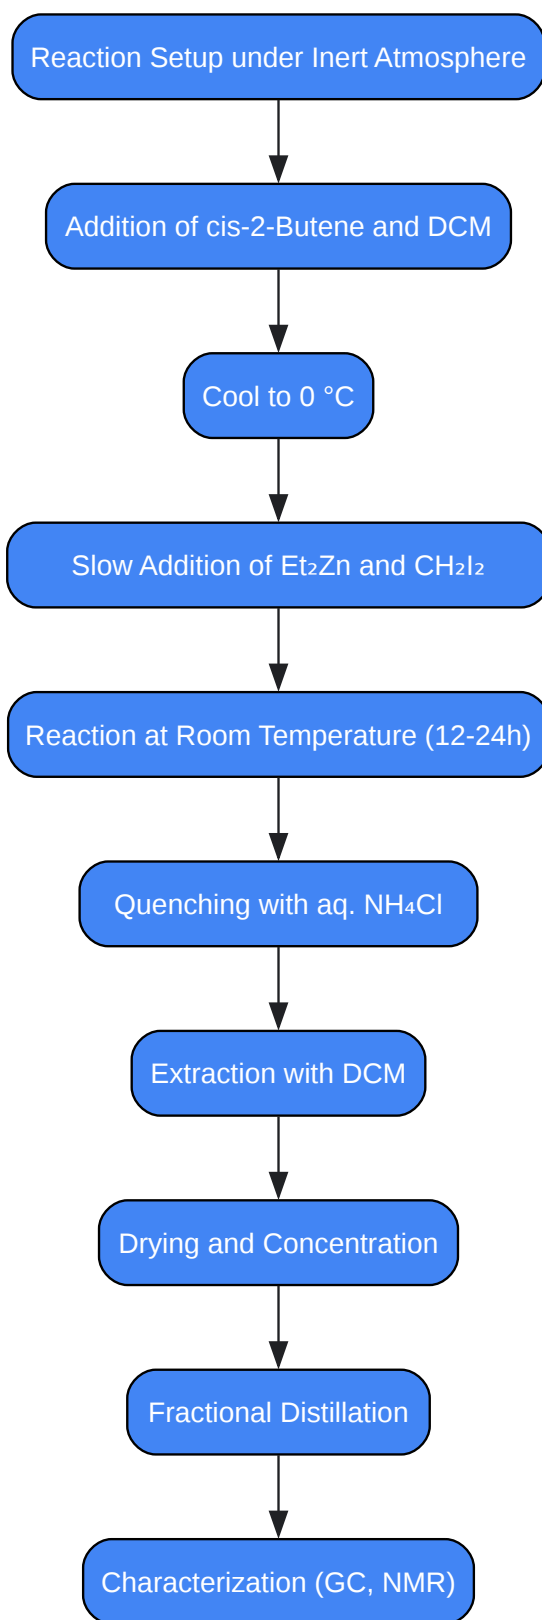 Reaction Setup under Inert Atmosphere
Addition of cis-2-Butene and DCM
Cool to 0 °C
Slow Addition of Et₂Zn and CH₂I₂
Reaction at Room Temperature (12-24h)
Quenching with aq. NH₄Cl
Extraction with DCM
Drying and Concentration
Fractional Distillation
Characterization (GC, NMR)